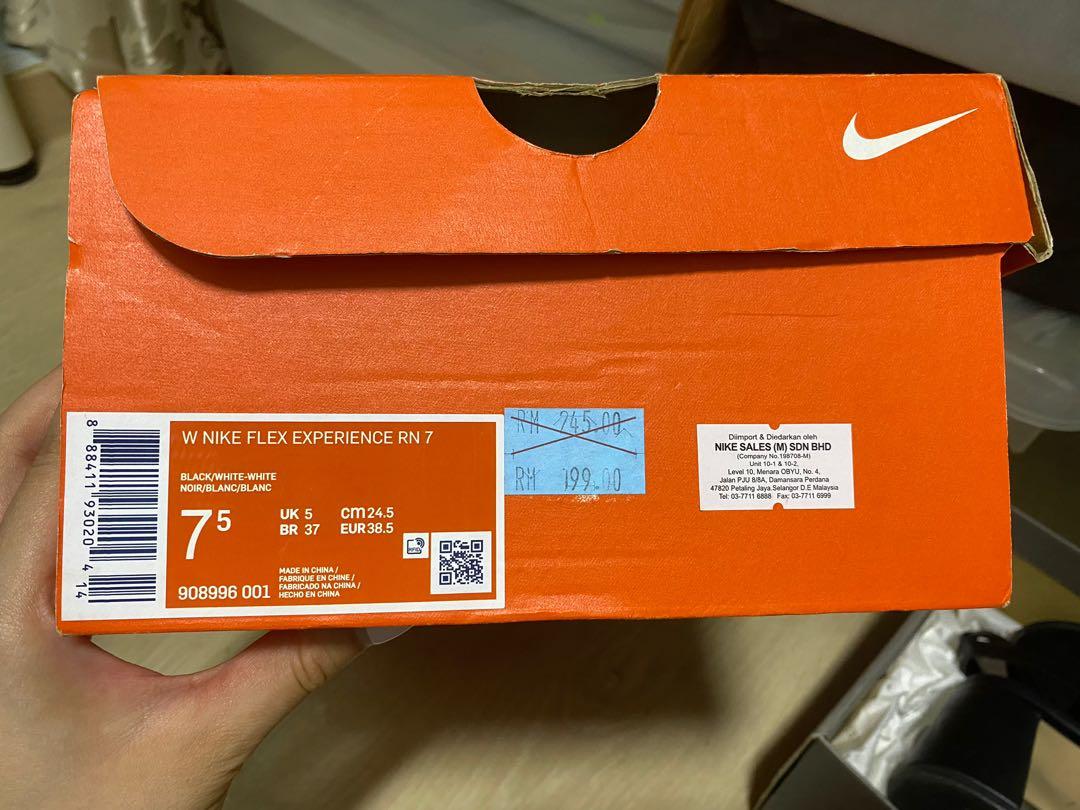 W NIKE FLEX EXPERIENCE RN 7
BLACK/WHITE-WHITE
NOIR/BLANC/BLANC
7⁵
UK 5
BR 37
cm 24.5
EUR 38.5
RFID
908996 001
MADE IN CHINA /
FABRIQUE EN CHINE /
FABRICADO NA CHINA /
HECHO EN CHINA
8 88411 93020 4 14
RM 245.00
RM 199.00
Diimport & Diedarkan oleh
NIKE SALES (M) SDN BHD
(Company No.198708-M)
Unit 10-1 & 10-2,
Level 10, Menara OBYU, No. 4,
Jalan PJU 8/8A, Damansara Perdana
47820 Petaling Jaya.Selangor D.E Malaysia
Tel: 03-7711 6888 Fax: 03-7711 6999